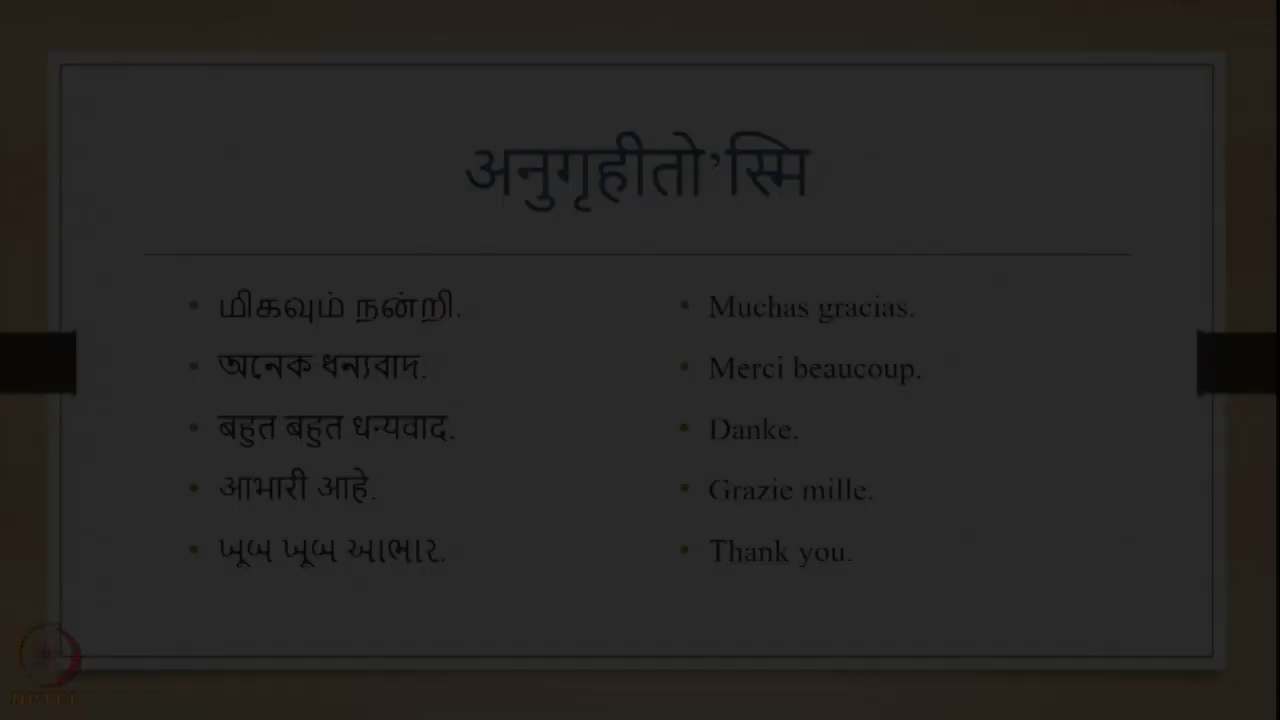 अनुगृहीतो’स्मि
மிகவும் நன்றி.
অনেক ধন্যবাদ.
बहुत बहुत धन्यवाद.
आभारी आहे.
ખૂબ ખૂબ આભાર.
Muchas gracias.
Merci beaucoup.
Danke.
Grazie mille.
Thank you.